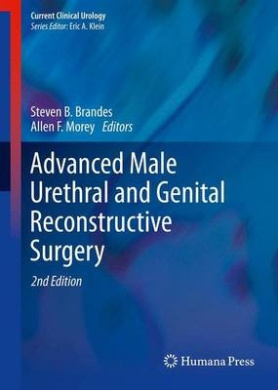 Current Clinical Urology
Series Editor: Eric A. Klein
Steven B. Brandes
Allen F. Morey Editors
Advanced Male
Urethral and Genital
Reconstructive
Surgery
2nd Edition
Humana Press